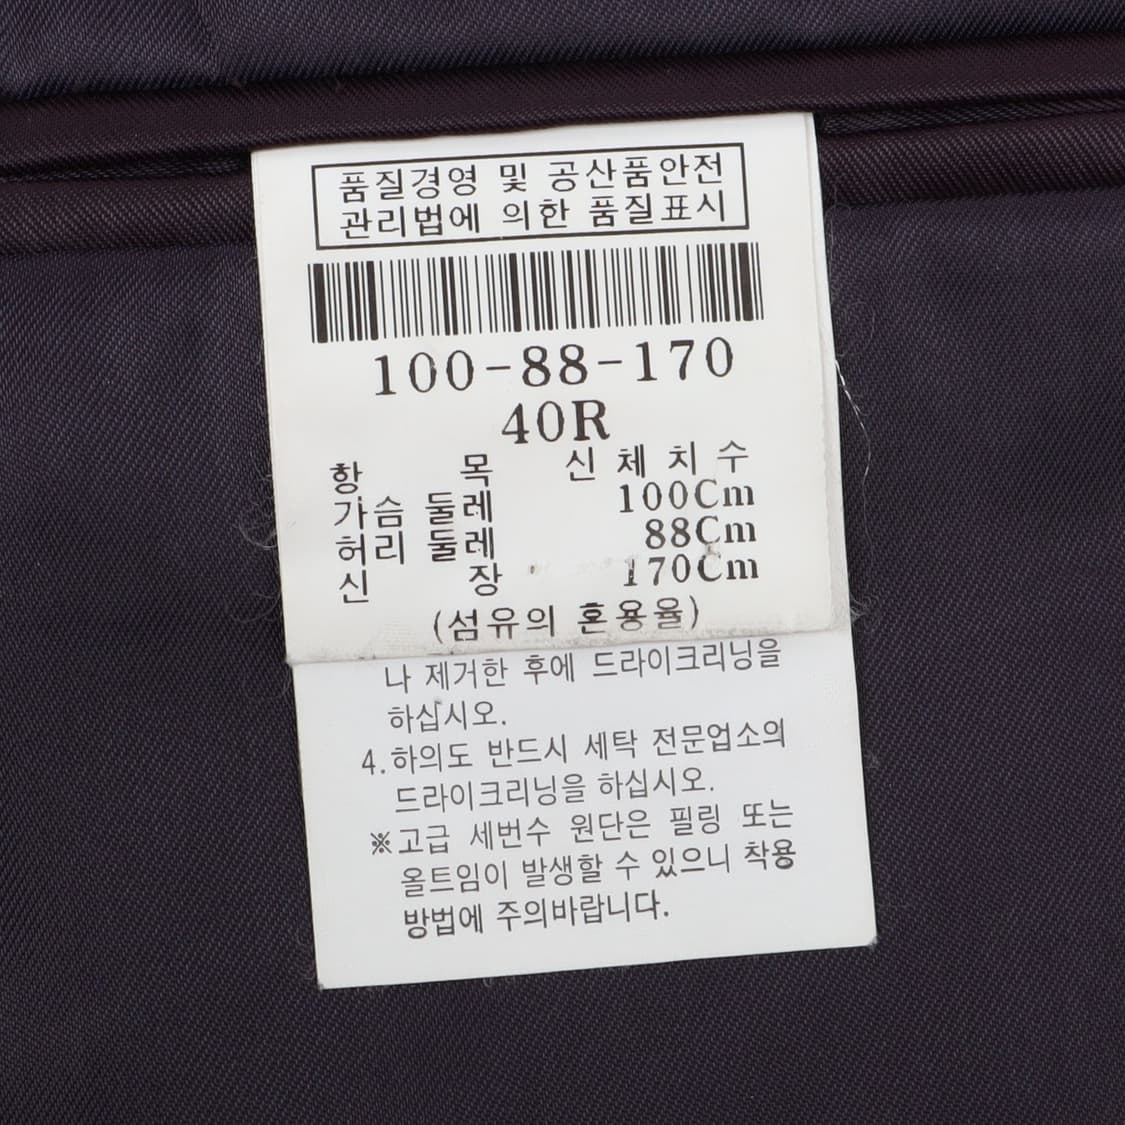 품질경영 및 공산품안전
관리법에 의한 품질표시
100-88-170
40R
항 목 신 체 치 수
가슴 둘레 100Cm
허리 둘레 88Cm
신 장 170Cm
(섬유의 혼용율)
나 제거한 후에 드라이크리닝을
하십시오.
4.하의도 반드시 세탁 전문업소의
드라이크리닝을 하십시오.
※고급 세번수 원단은 필링 또는
올트임이 발생할 수 있으니 착용
방법에 주의바랍니다.